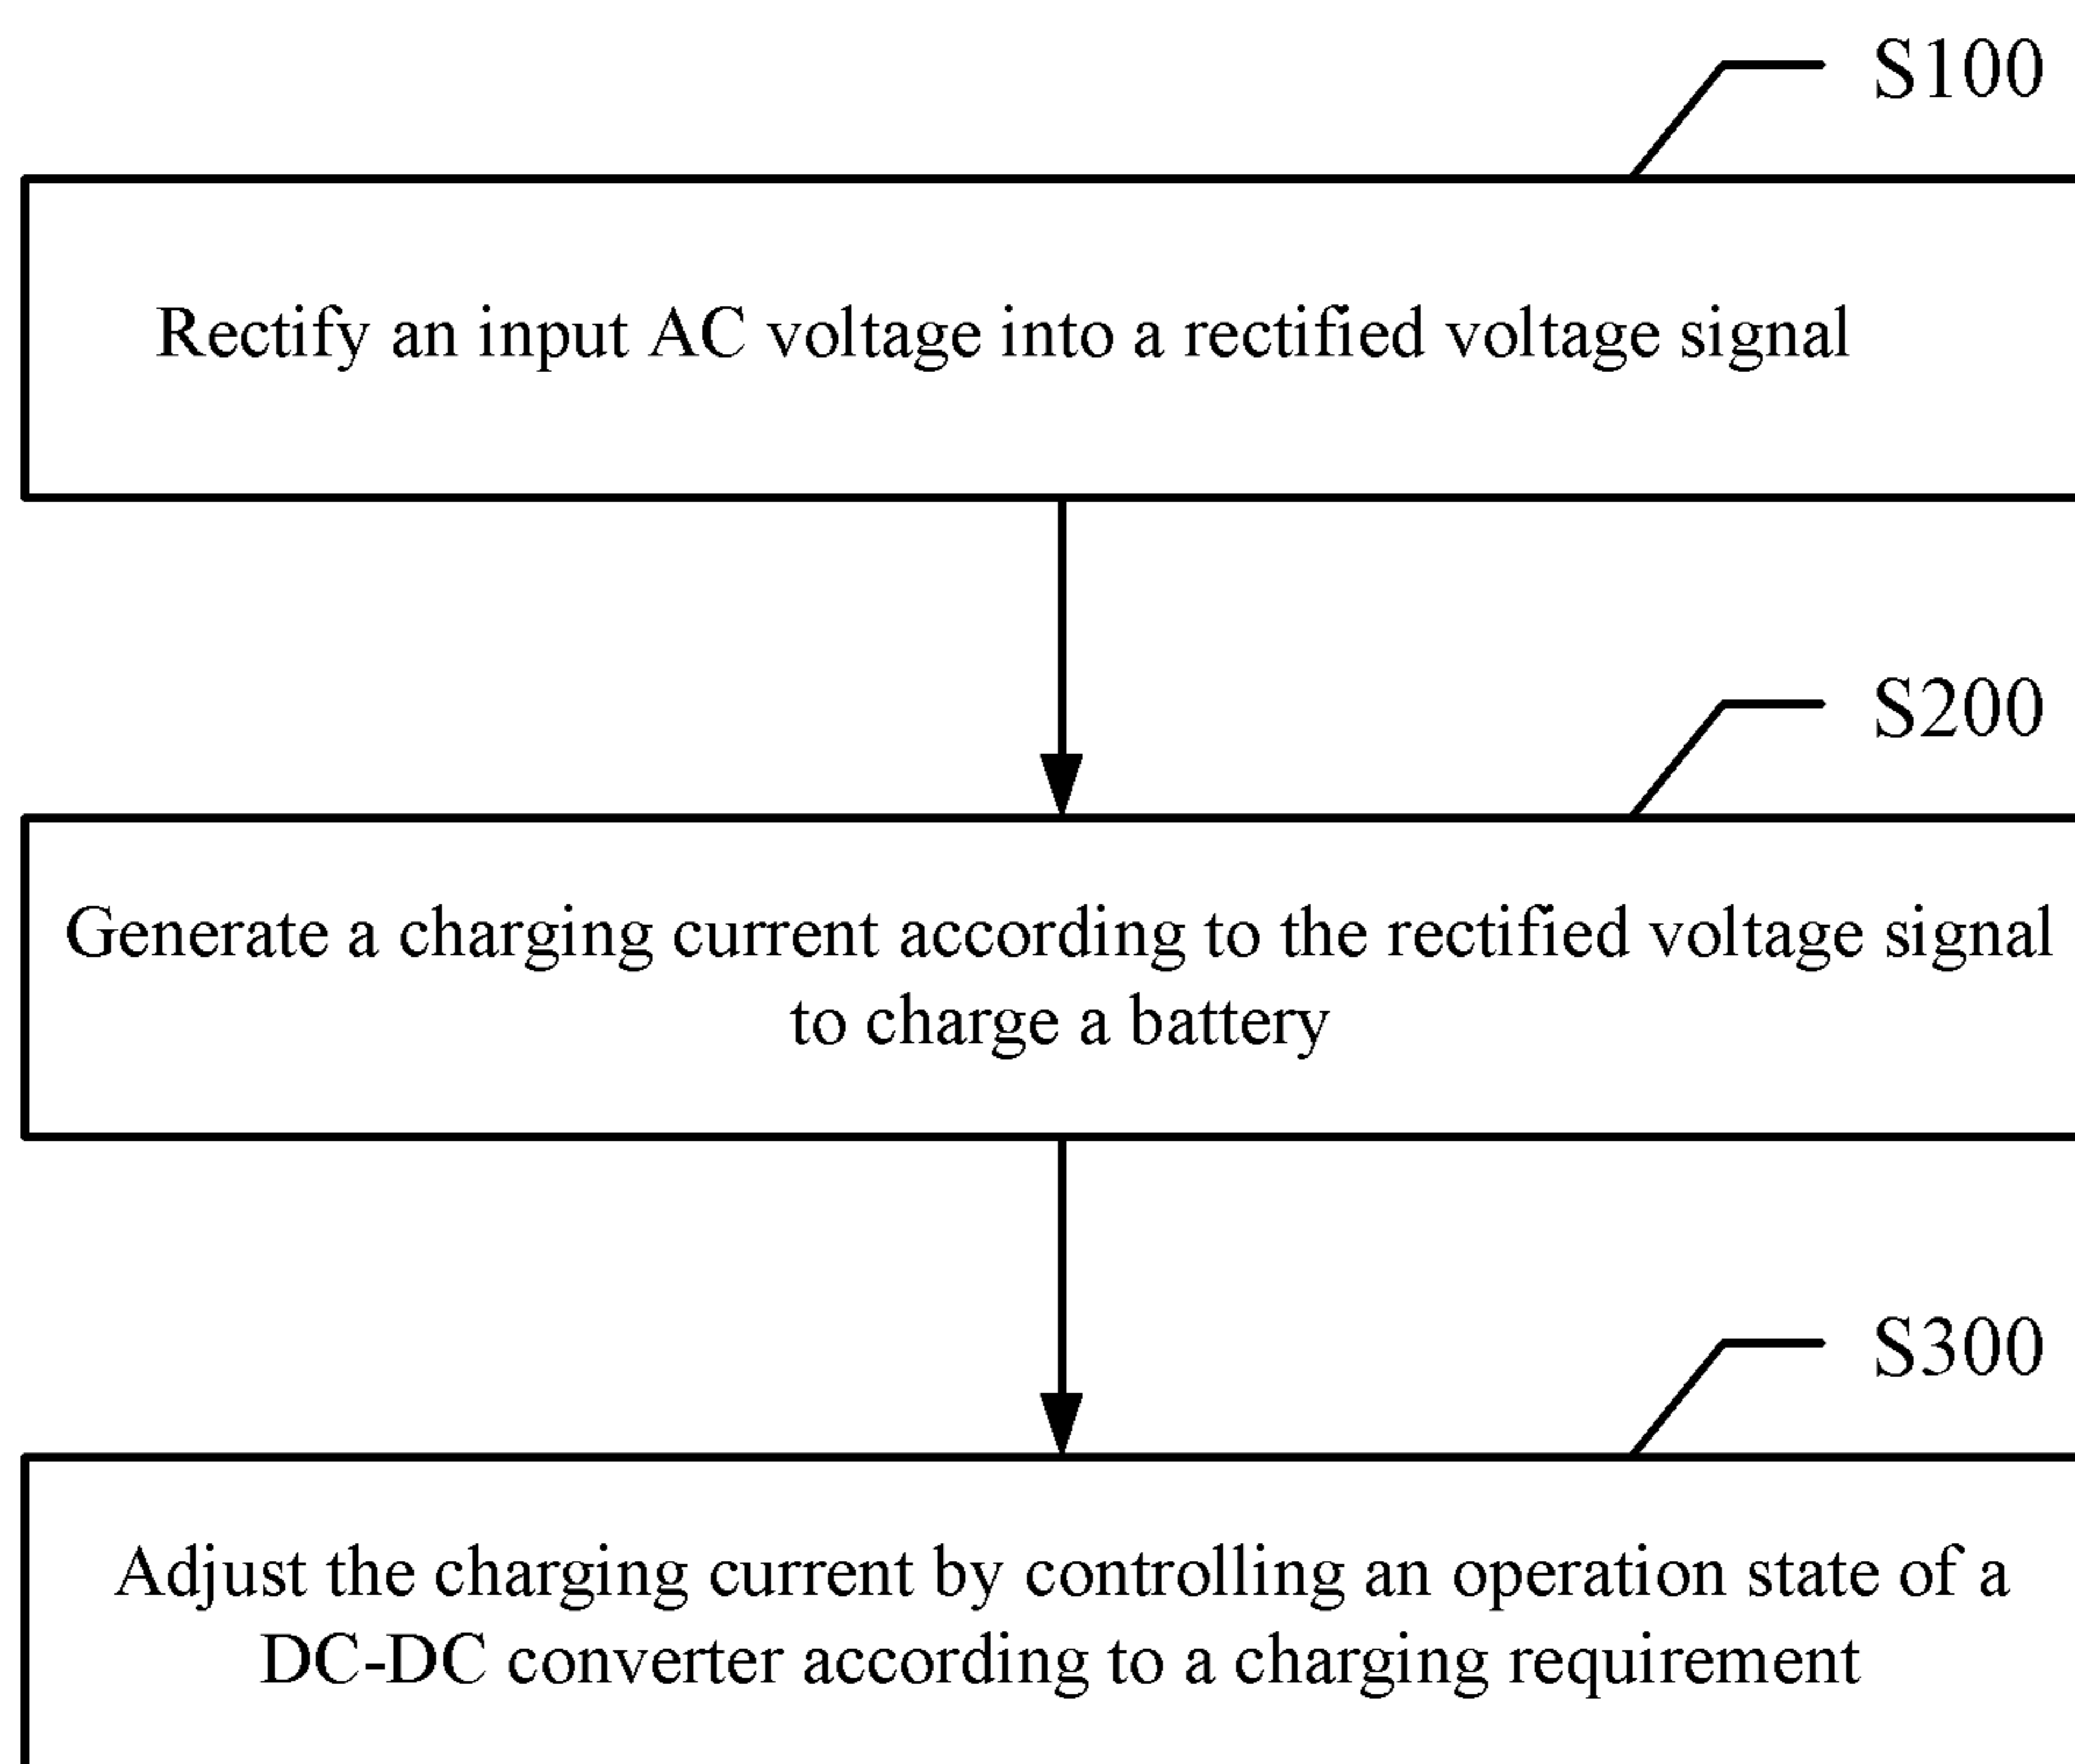 S100
Rectify an input AC voltage into a rectified voltage signal
S200
Generate a charging current according to the rectified voltage signal
to charge a battery
S300
Adjust the charging current by controlling an operation state of a
DC-DC converter according to a charging requirement